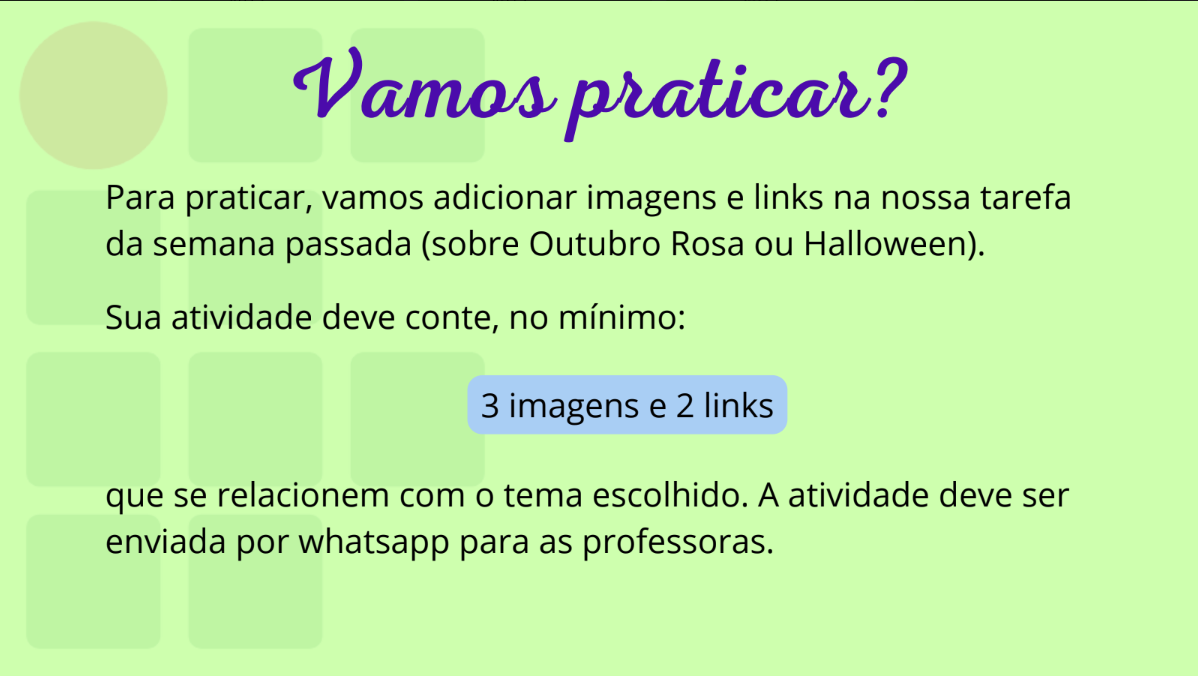 Vamos praticar?
Para praticar, vamos adicionar imagens e links na nossa tarefa
da semana passada (sobre Outubro Rosa ou Halloween).
Sua atividade deve conte, no mínimo:
3 imagens e 2 links
que se relacionem com o tema escolhido. A atividade deve ser
enviada por whatsapp para as professoras.